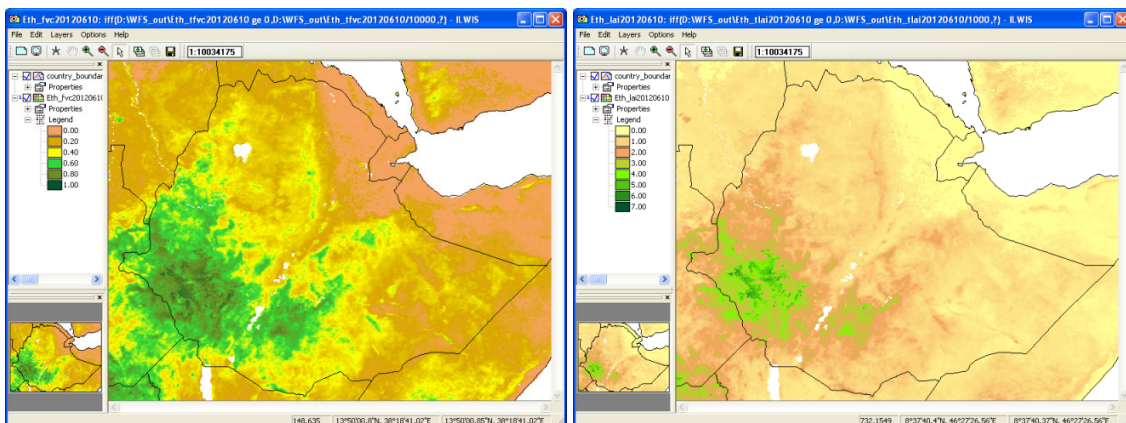 Eth_fvc20120610: iff(D:\WFS_out\Eth_tfvc20120610 ge 0,D:\WFS_out\Eth_tfvc20120610/10000,?) - ILWIS
File Edit Layers Options Help
1:10034175
country_boundar
Properties
Eth_fvc20120610
Properties
Legend
0.00
0.20
0.40
0.60
0.80
1.00
148,635 13°50'00.8"N, 38°18'41.02"E 13°50'00.85"N, 38°18'41.02"E
Eth_lai20120610: iff(D:\WFS_out\Eth_tlai20120610 ge 0,D:\WFS_out\Eth_tlai20120610/1000,?) - ILWIS
File Edit Layers Options Help
1:10034175
country_boundar
Properties
Eth_lai20120610
Properties
Legend
0.00
1.00
2.00
3.00
4.00
5.00
6.00
7.00
732,1549 8°37'40.4"N, 46°27'26.56"E 8°37'40.37"N, 46°27'26.56"E